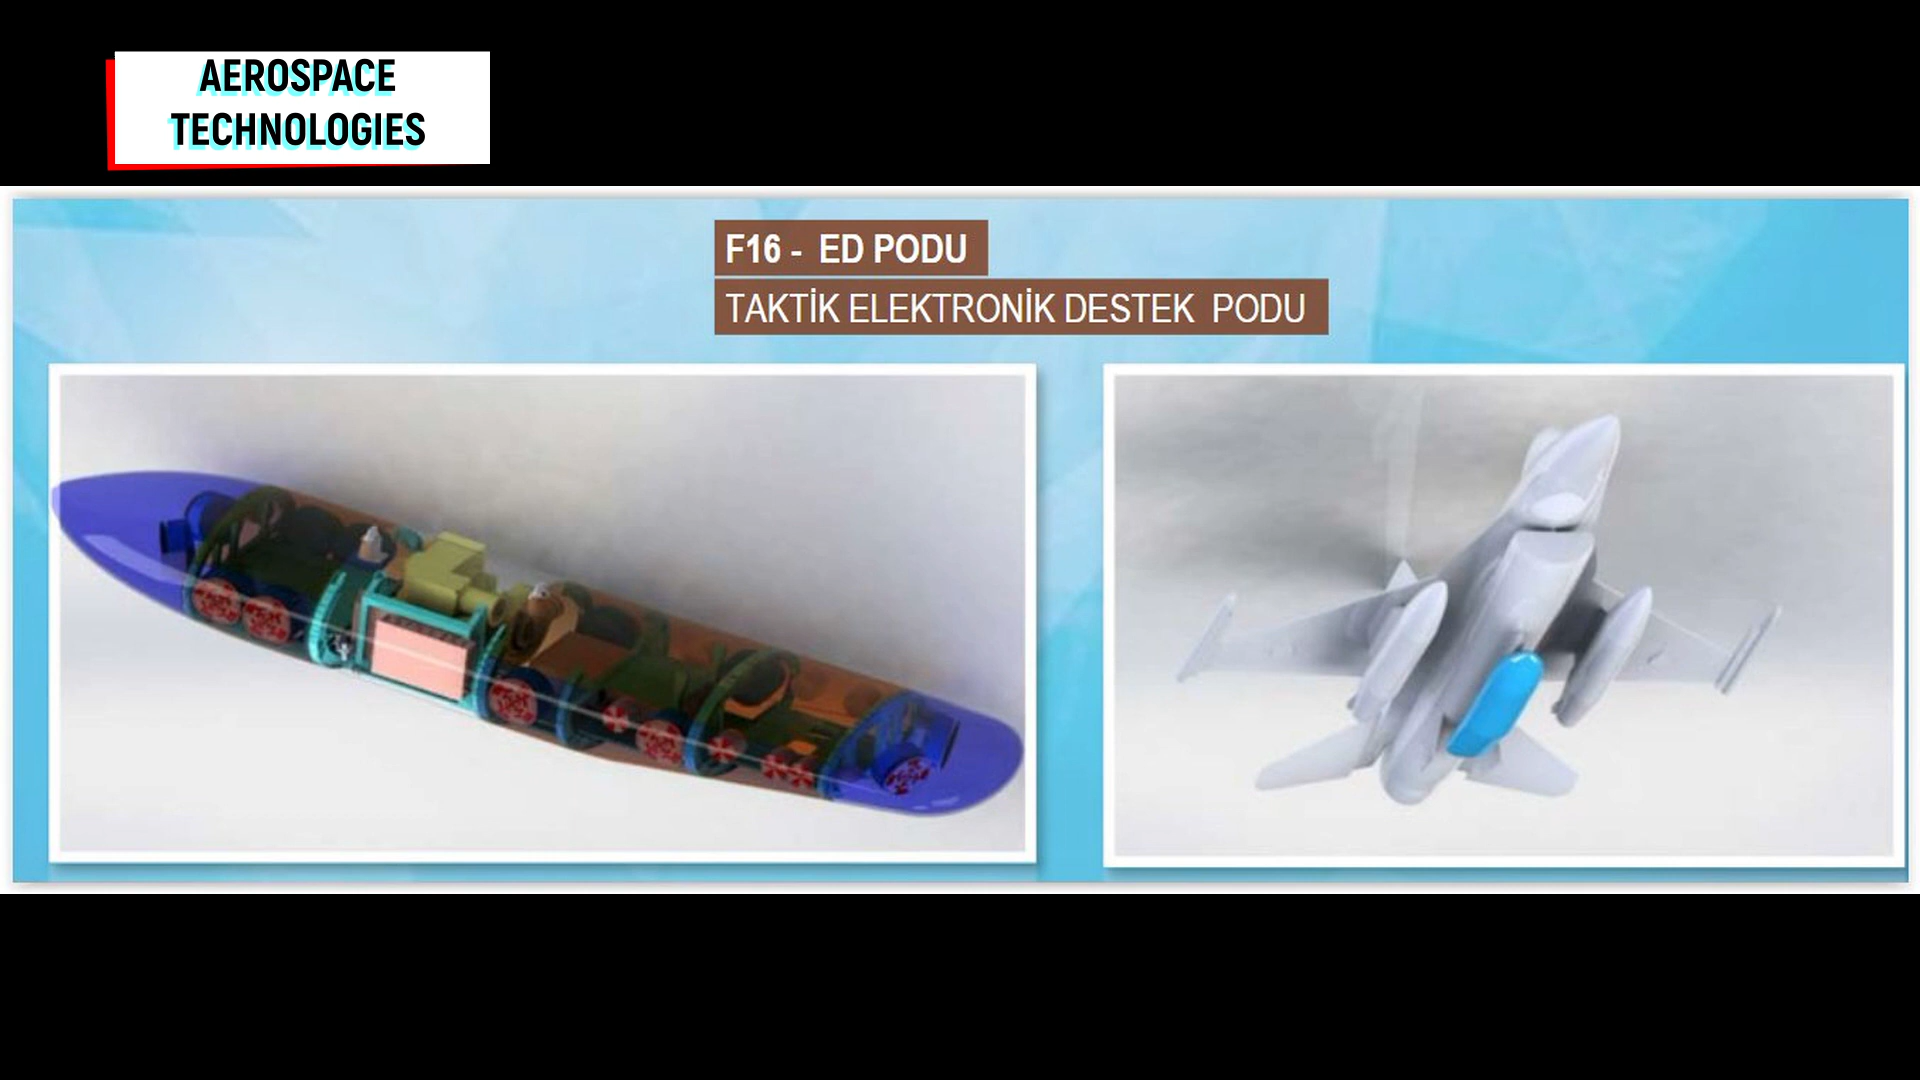 AEROSPACE
TECHNOLOGIES
F16 - ED PODU
TAKTİK ELEKTRONİK DESTEK PODU